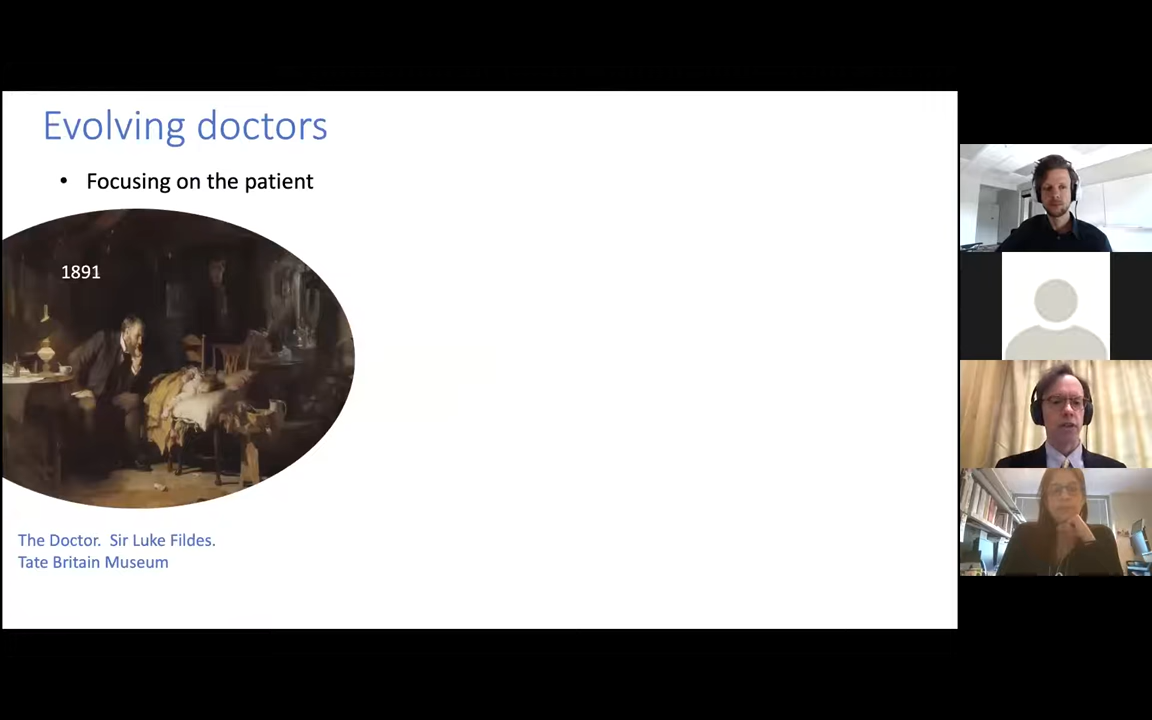 Evolving doctors
• Focusing on the patient
1891
The Doctor. Sir Luke Fildes.
Tate Britain Museum